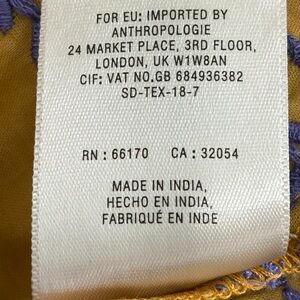 FOR EU: IMPORTED BY
ANTHROPOLOGIE
24 MARKET PLACE, 3RD FLOOR,
LONDON, UK W1W8AN
CIF: VAT NO.GB 684936382
SD-TEX-18-7
RN : 66170 CA : 32054
MADE IN INDIA,
HECHO EN INDIA,
FABRIQUÉ EN INDE